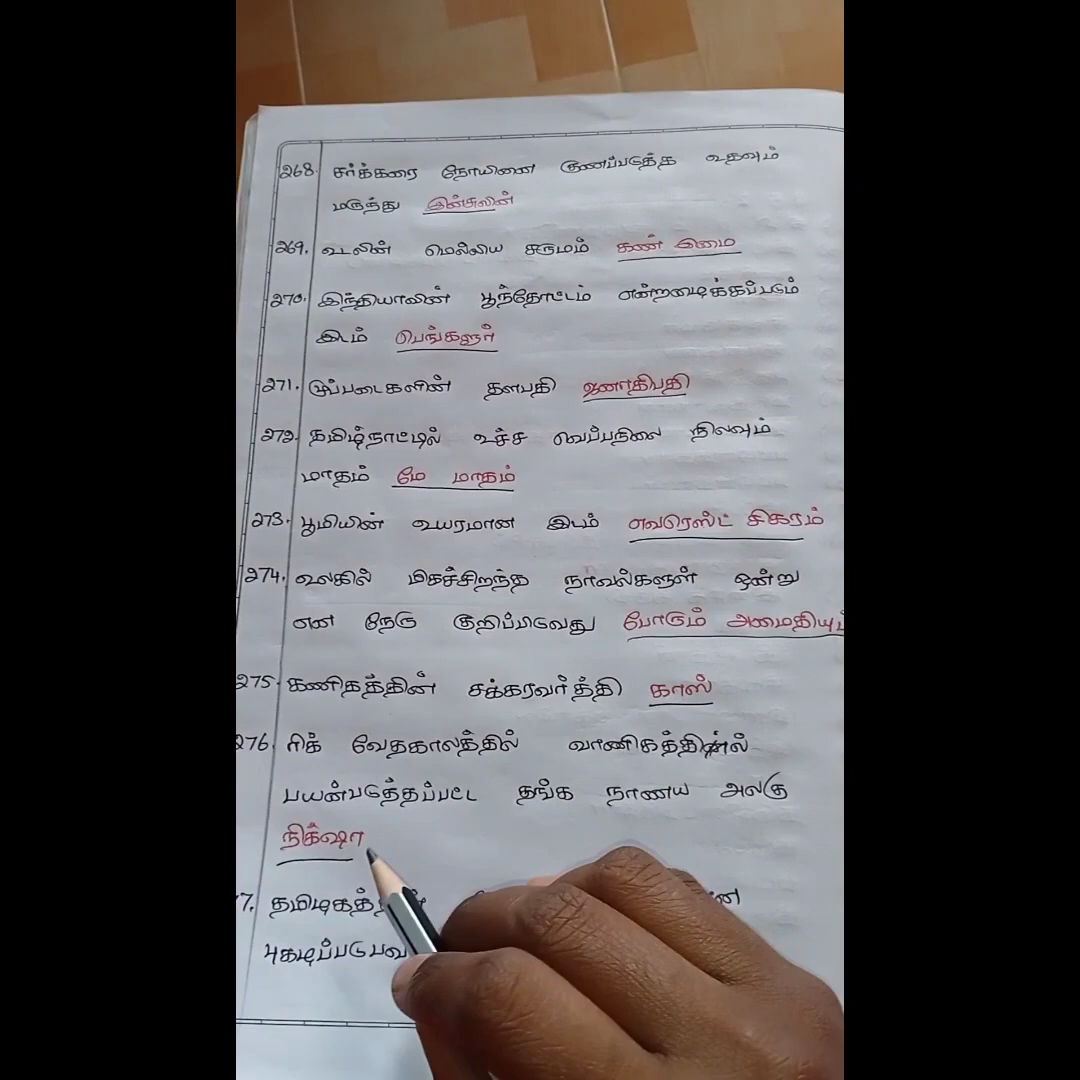 268. சர்க்கரை நோயினை குணப்படுத்த உதவும்
மருந்து இன்சுலின்
269. உடலின் மெல்லிய சருமம் கண் இமை
270. இந்தியாவின் பூந்தோட்டம் என்றழைக்கப்படும்
இடம் பெங்களூர்
271. முப்படைகளின் தளபதி ஜனாதிபதி
272. தமிழ்நாட்டில் உச்ச வெப்பநிலை நிலவும்
மாதம் மே மாதம்
273. பூமியின் உயரமான இடம் எவரெஸ்ட் சிகரம்
274. உலகில் மிகச்சிறந்த நாவல்களுள் ஒன்று
என நேரு குறிப்பிடுவது போரும் அமைதியும்
275. கணிதத்தின் சக்கரவர்த்தி காஸ்
276. ரிக் வேதகாலத்தில் வாணிகத்தில்
பயன்படுத்தப்பட்ட தங்க நாணய அலகு
நிக்ஷா
7.